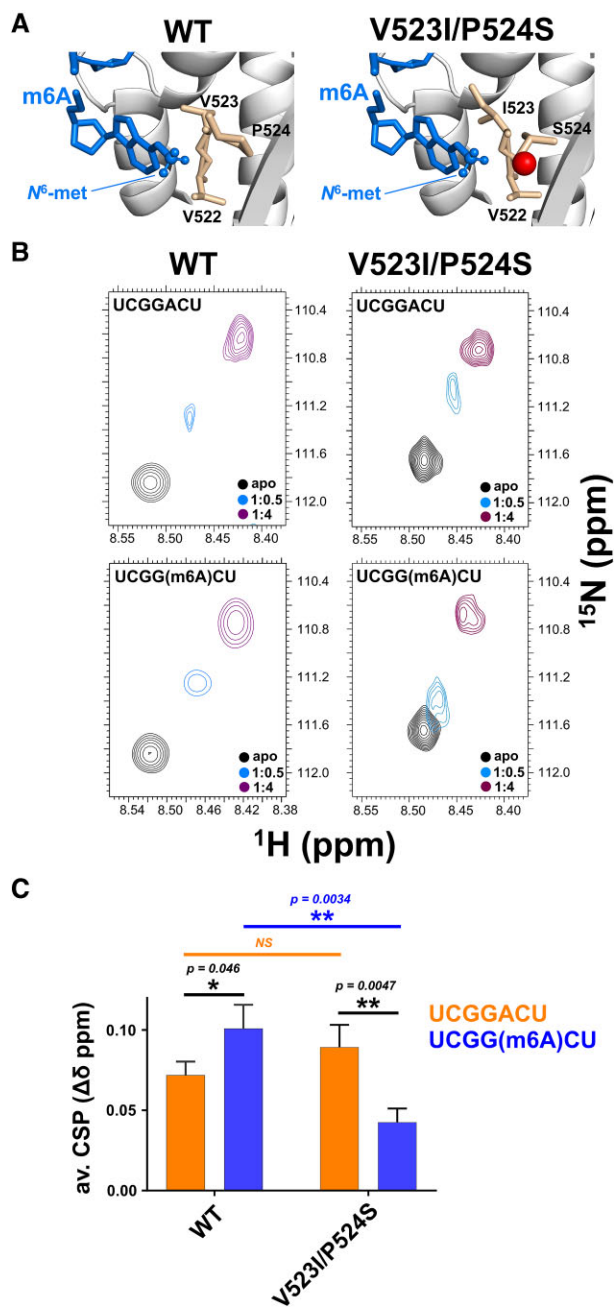 A
WT
V523I/P524S
m6A
V523
P524
N6-met
V522
m6A
I523
S524
N6-met
V522
B
WT
V523I/P524S
UCGGACU
apo
1:0.5
1:4
8.55 8.50 8.45 8.40
110.4
110.8
111.2
111.6
112.0
UCGGACU
apo
1:0.5
1:4
8.55 8.50 8.45 8.40
110.4
110.8
111.2
111.6
112.0
UCGG(m6A)CU
apo
1:0.5
1:4
8.54 8.50 8.46 8.42 8.38
110.4
110.8
111.2
111.6
112.0
UCGG(m6A)CU
apo
1:0.5
1:4
8.55 8.50 8.45 8.40
110.4
110.8
111.2
111.6
112.0
15N (ppm)
1H (ppm)
C
p = 0.0034
**
NS
p = 0.046
*
p = 0.0047
**
UCGGACU
UCGG(m6A)CU
av. CSP (Δδ ppm)
0.10
0.05
0.00
WT
V523I/P524S